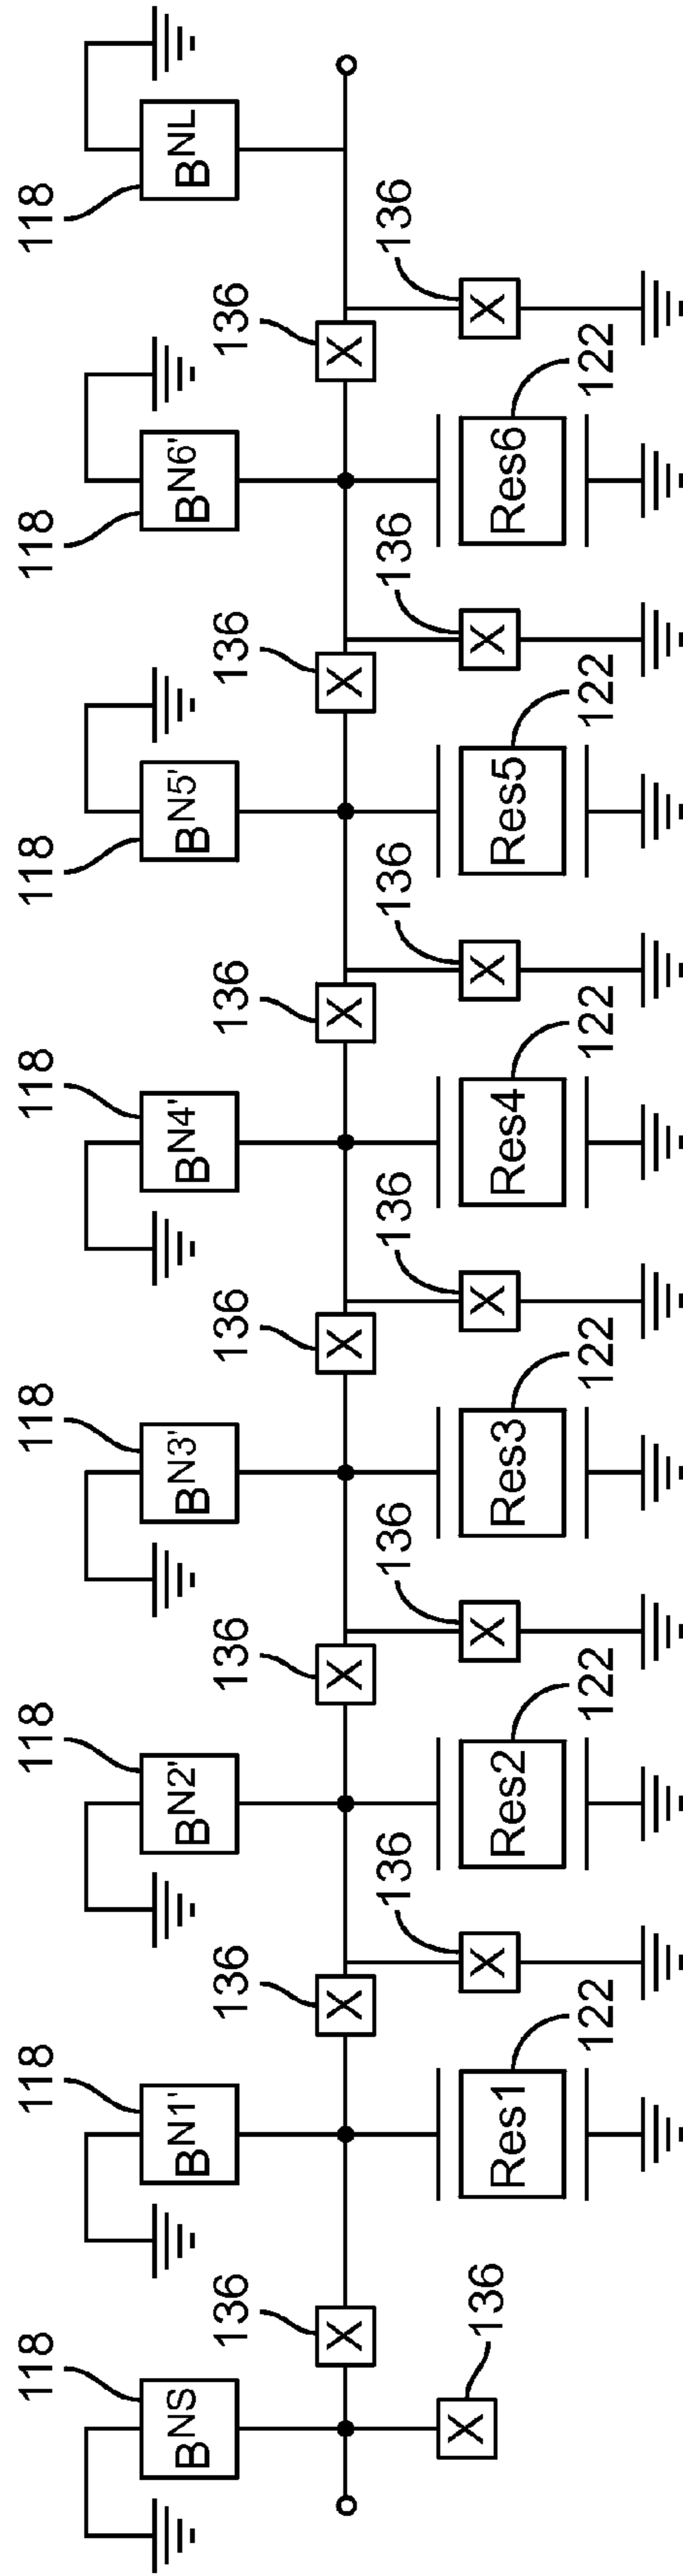 118 118 118 118 118 118 118 118
B^NS B^N1' B^N2' B^N3' B^N4' B^N5' B^N6' B^NL
136 136 136 136 136 136 136
X X X X X X X
136 136 136 136 136 136
X 136 Res1 X Res2 X Res3 X Res4 X Res5 X Res6 X
122 122 122 122 122 122